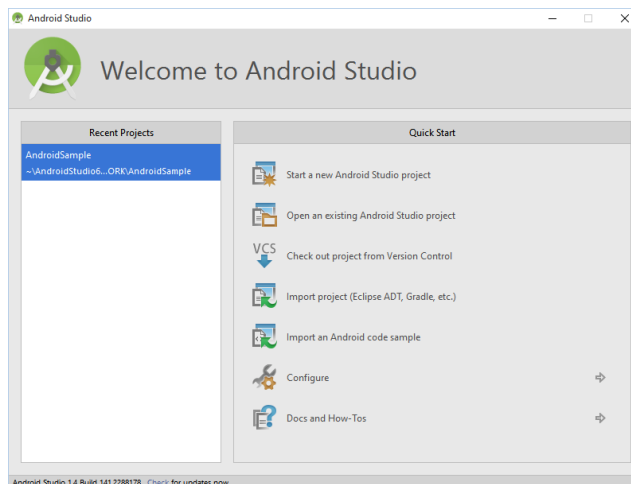 Android Studio
Welcome to Android Studio
Recent Projects
AndroidSample
~\AndroidStudio6...ORK\AndroidSample
Quick Start
Start a new Android Studio project
Open an existing Android Studio project
VCS
Check out project from Version Control
Import project (Eclipse ADT, Gradle, etc.)
Import an Android code sample
Configure
Docs and How-Tos
Android Studio 1.4 Build 141.2288178. Check for updates now.